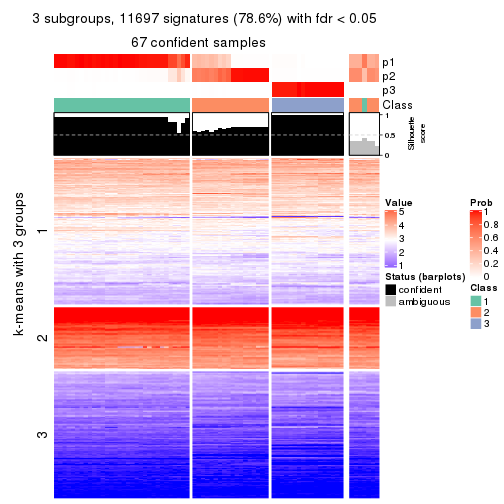 3 subgroups, 11697 signatures (78.6%) with fdr < 0.05
67 confident samples
p1
p2
p3
Class
1
0.5
0
Silhouette
score
k-means with 3 groups
1
2
3
Value
5
4
3
2
1
Status (barplots)
confident
ambiguous
Prob
1
0.8
0.6
0.4
0.2
0
Class
1
2
3